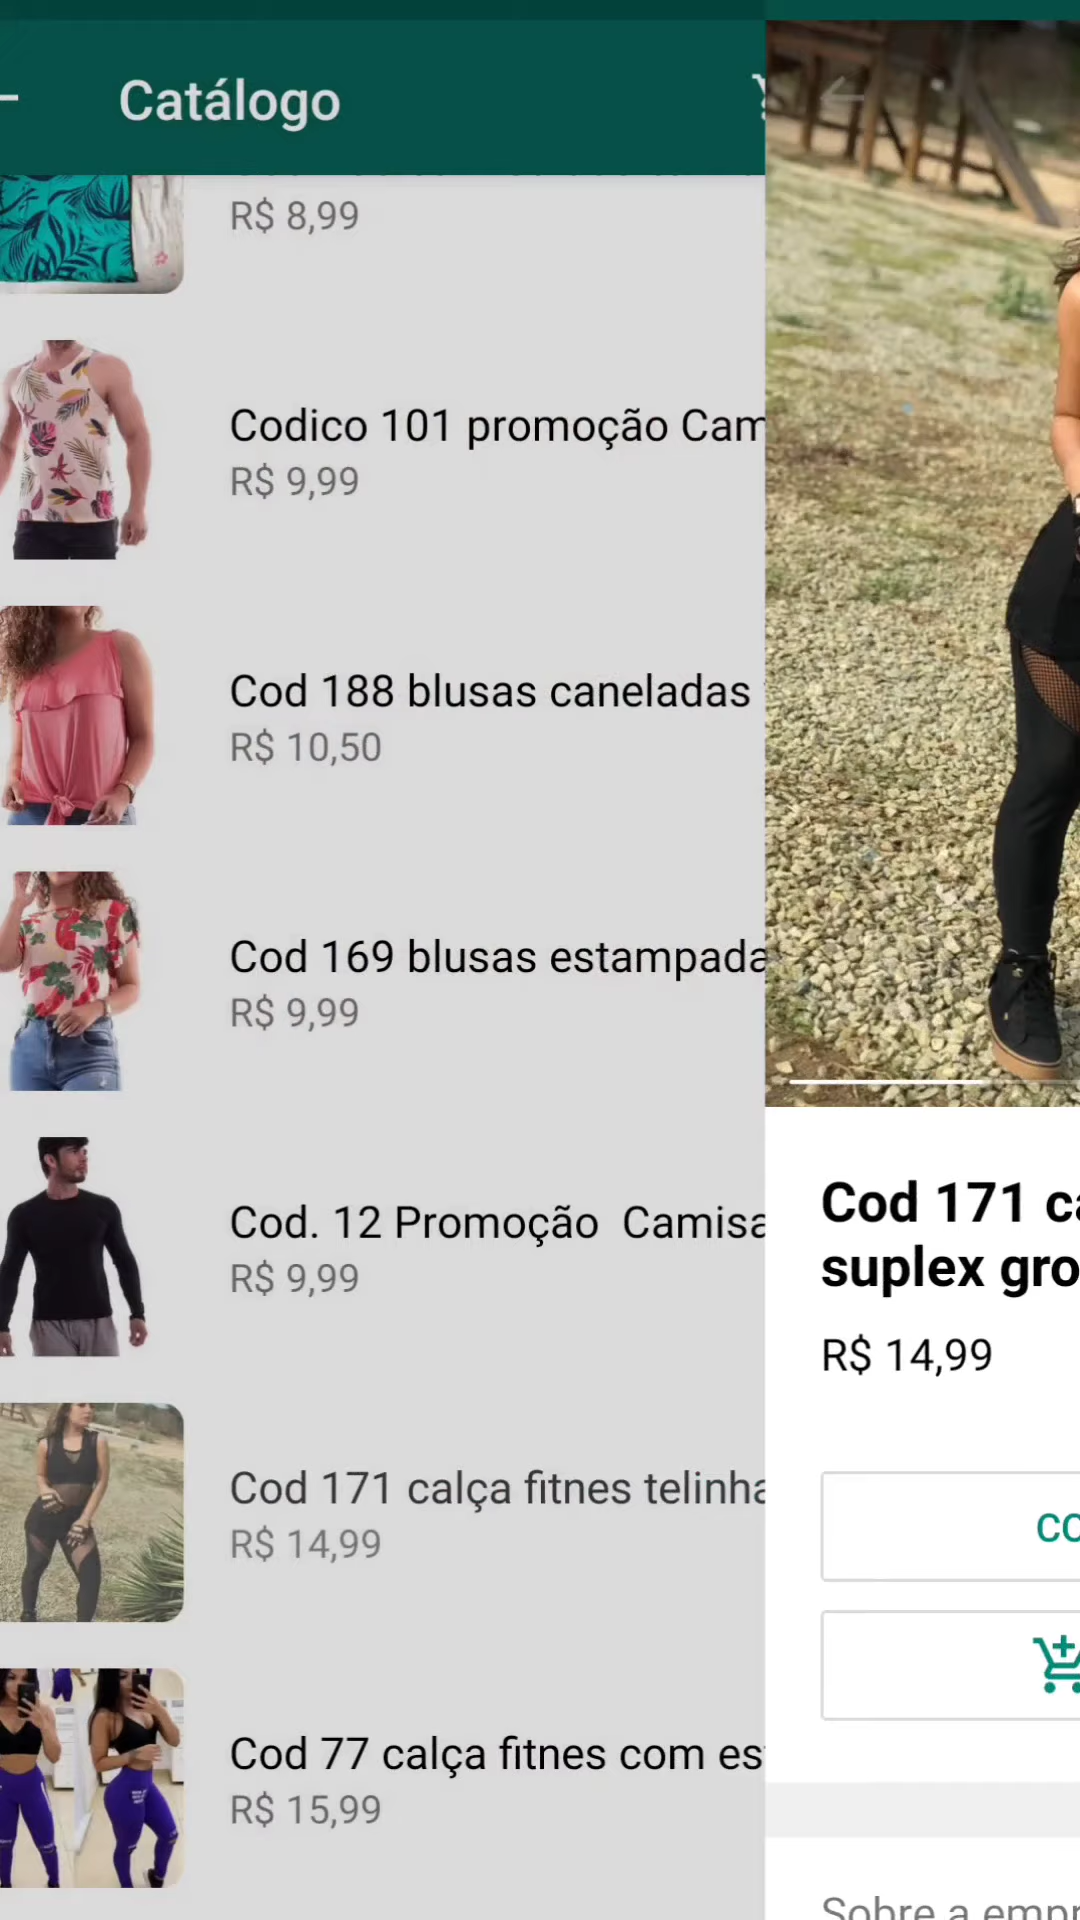 Catálogo
R$ 8,99
Codico 101 promoção Cam
R$ 9,99
Cod 188 blusas caneladas
R$ 10,50
Cod 169 blusas estampada
R$ 9,99
Cod. 12 Promoção  Camisa
R$ 9,99
Cod 171 calça fitnes telinha
R$ 14,99
Cod 77 calça fitnes com es
R$ 15,99
Cod 171 ca
suplex gro
R$ 14,99
CO
Sobre a empr